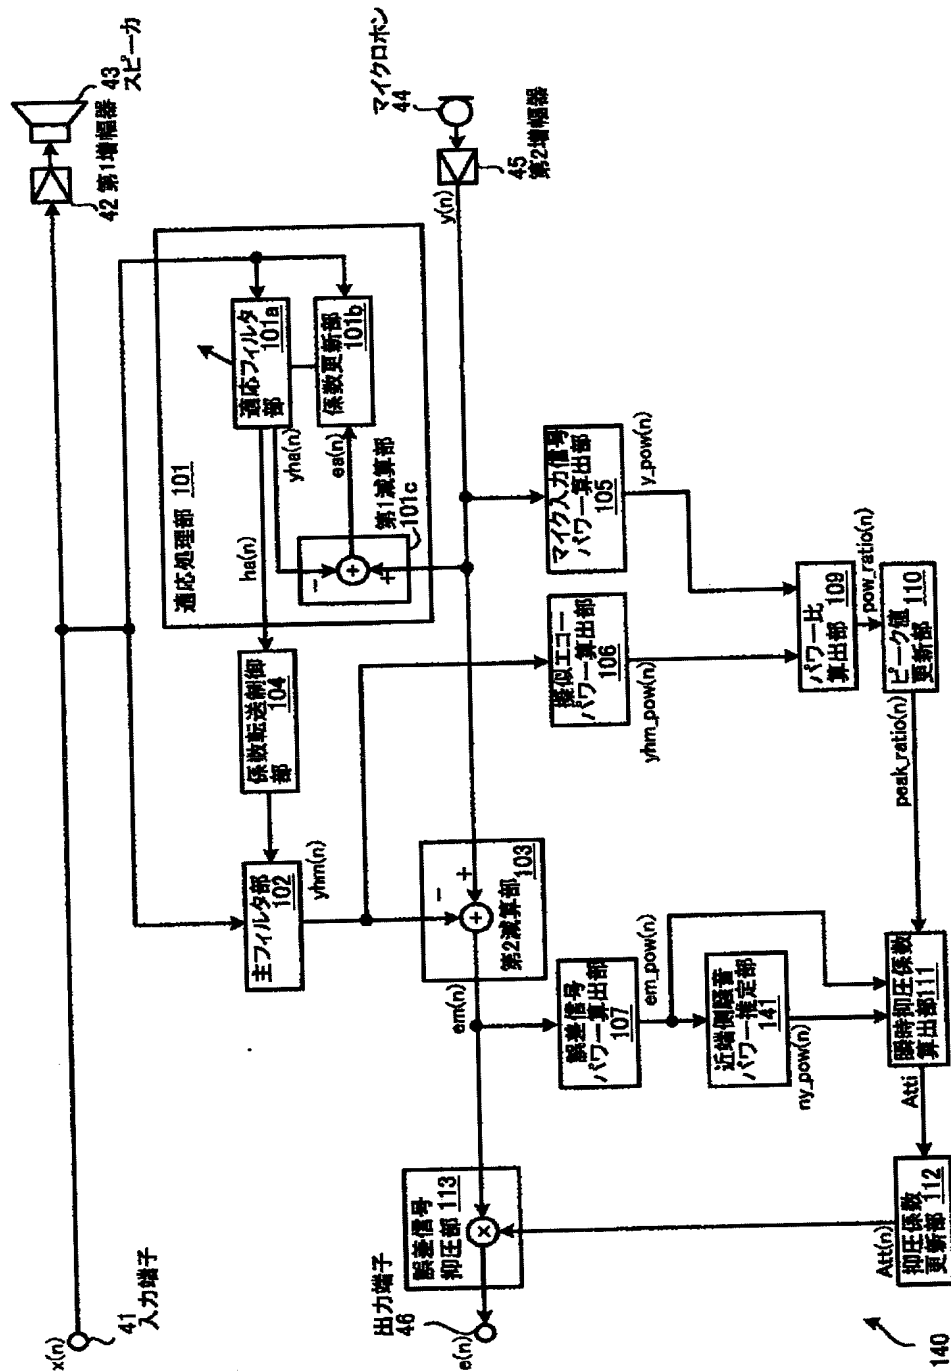 x(n)
41
入力端子
42 第1増幅器
43
スピーカ
適応処理部 101
適応フィルタ
部 101a
係数更新部
101b
ha(n)
yha(n)
ea(n)
第1減算部
101c
−
+
+
マイクロホン
44
45
第2増幅器
y(n)
係数転送制御
部 104
主フィルタ部
102
yhm(n)
−
+
+
第2減算部 103
em(n)
マイク入力信号
パワー算出部
105
y_pow(n)
擬似エコー
パワー算出部
106
yhm_pow(n)
誤差信号
パワー算出部
107
em_pow(n)
近端側騒音
パワー推定部
141
ny_pow(n)
パワー比
算出部 109
pow_ratio(n)
ピーク値
更新部 110
peak_ratio(n)
瞬時抑圧係数
算出部111
Atti
抑圧係数
更新部 112
Att(n)
誤差信号
抑圧部 113
×
出力端子
46
e(n)
140